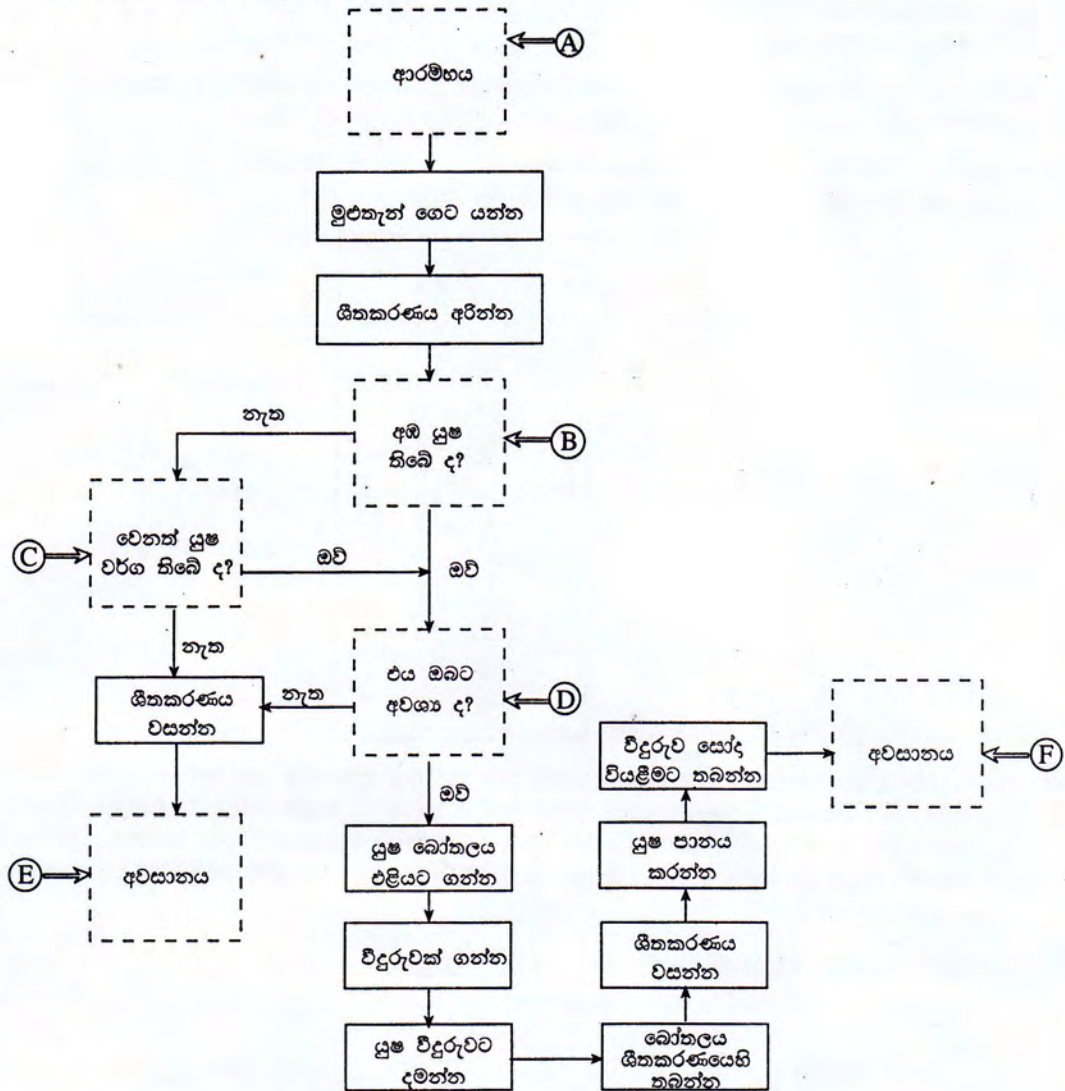 A
ආරම්භය
මුළුතැන් ගෙට යන්න
ශීතකරණය අරින්න
නැත
අඹ යුෂ
තිබේ ද?
B
C
වෙනත් යුෂ
වර්ග තිබේ ද?
ඔව්
ඔව්
නැත
එය ඔබට
අවශ්‍ය ද?
D
නැත
ශීතකරණය
වසන්න
වීදුරුව සෝදා
වියළීමට තබන්න
අවසානය
F
ඔව්
යුෂ බෝතලය
එළියට ගන්න
යුෂ පානය
කරන්න
E
අවසානය
වීදුරුවක් ගන්න
ශීතකරණය
වසන්න
යුෂ වීදුරුවට
දමන්න
බෝතලය
ශීතකරණයෙහි
තබන්න